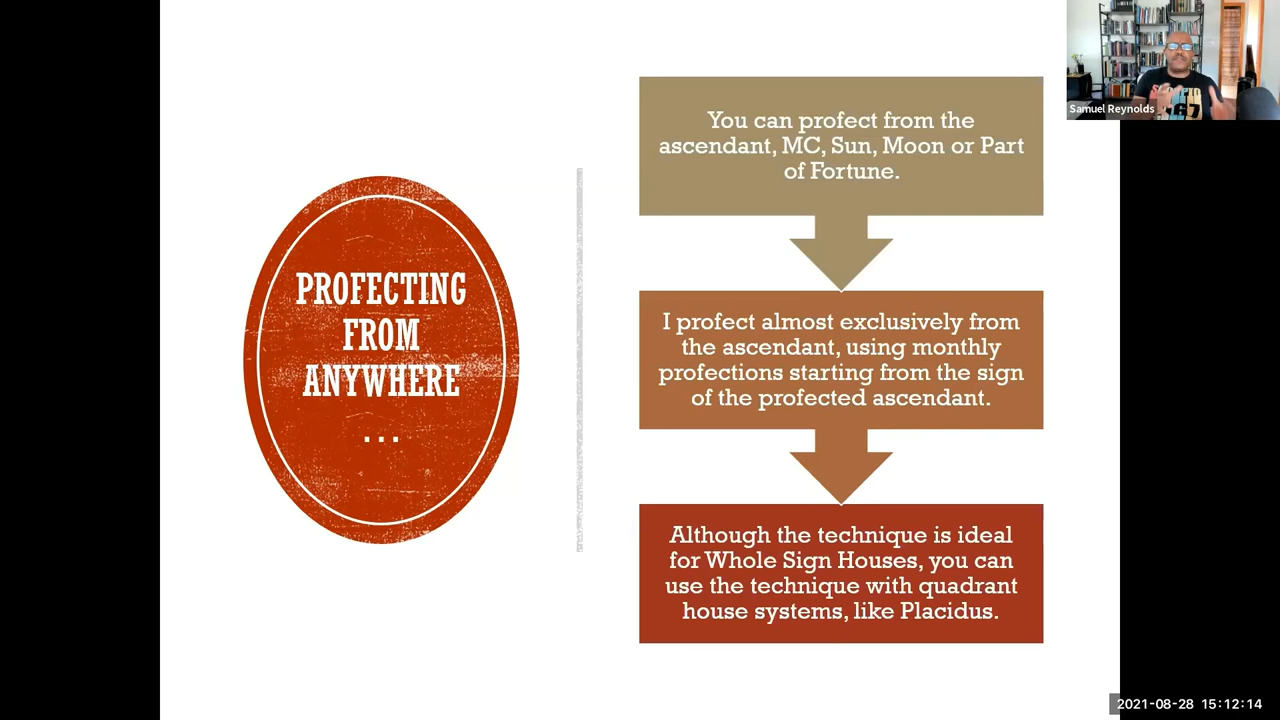 PROFECTING
FROM
ANYWHERE
...
You can profect from the
ascendant, MC, Sun, Moon or Part
of Fortune.
I profect almost exclusively from
the ascendant, using monthly
profections starting from the sign
of the profected ascendant.
Although the technique is ideal
for Whole Sign Houses, you can
use the technique with quadrant
house systems, like Placidus.
Samuel Reynolds
67
2021-08-28 15:12:14